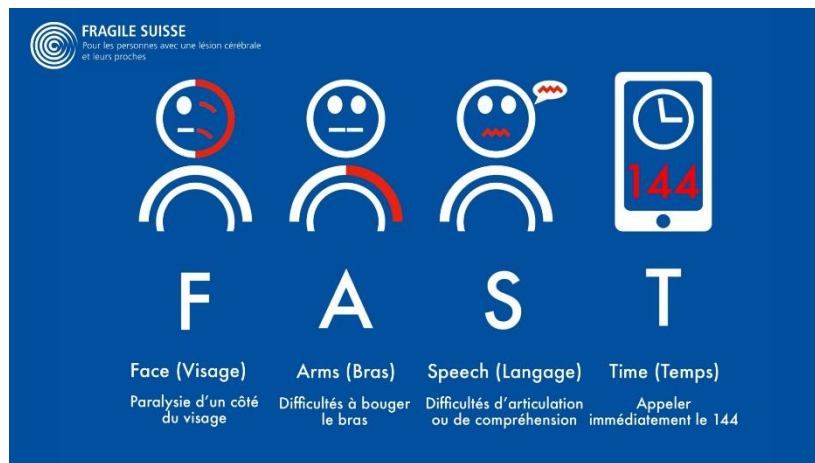 FRAGILE SUISSE
Pour les personnes avec une lésion cérébrale
et leurs proches
144
F
A
S
T
Face (Visage)
Paralysie d'un côté
du visage
Arms (Bras)
Difficultés à bouger
le bras
Speech (Langage)
Difficultés d'articulation
ou de compréhension
Time (Temps)
Appeler
immédiatement le 144